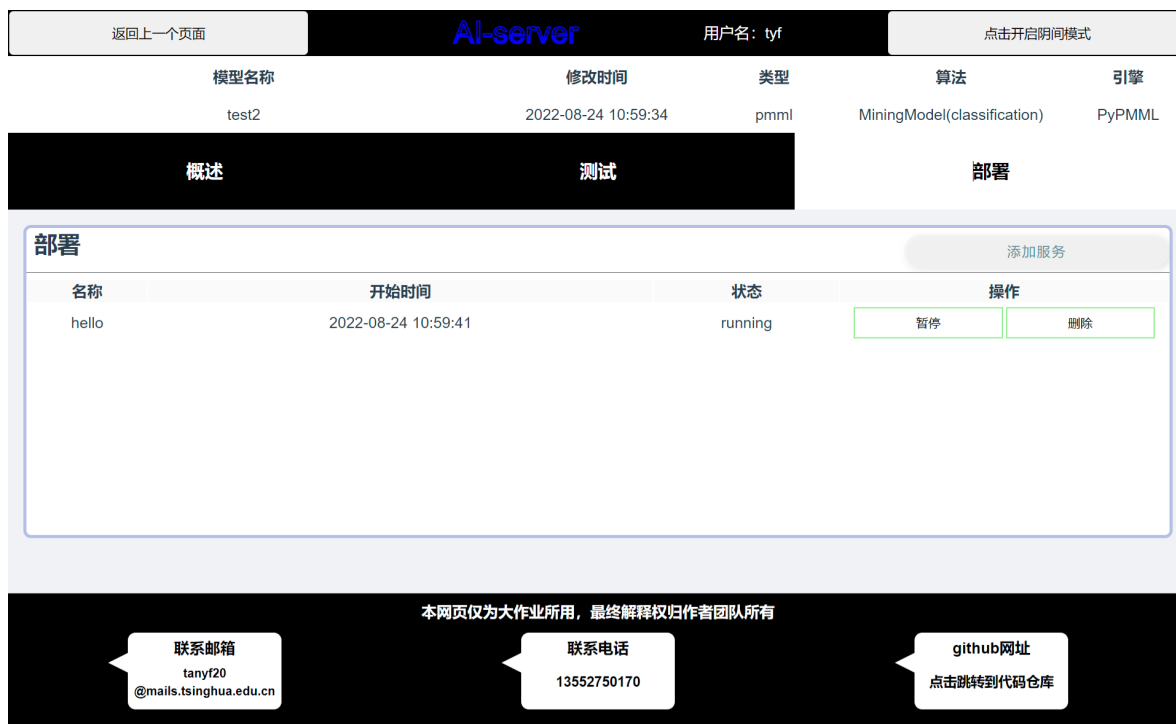 返回上一个页面 AI-server 用户名：tyf 点击开启阴间模式
模型名称 修改时间 类型 算法 引擎
test2 2022-08-24 10:59:34 pmml MiningModel(classification) PyPMML
概述 测试 部署
部署 添加服务
名称 开始时间 状态 操作
hello 2022-08-24 10:59:41 running 暂停 删除
本网页仅为大作业所用，最终解释权归作者团队所有
联系邮箱
tanyf20
@mails.tsinghua.edu.cn
联系电话
13552750170
github网址
点击跳转到代码仓库